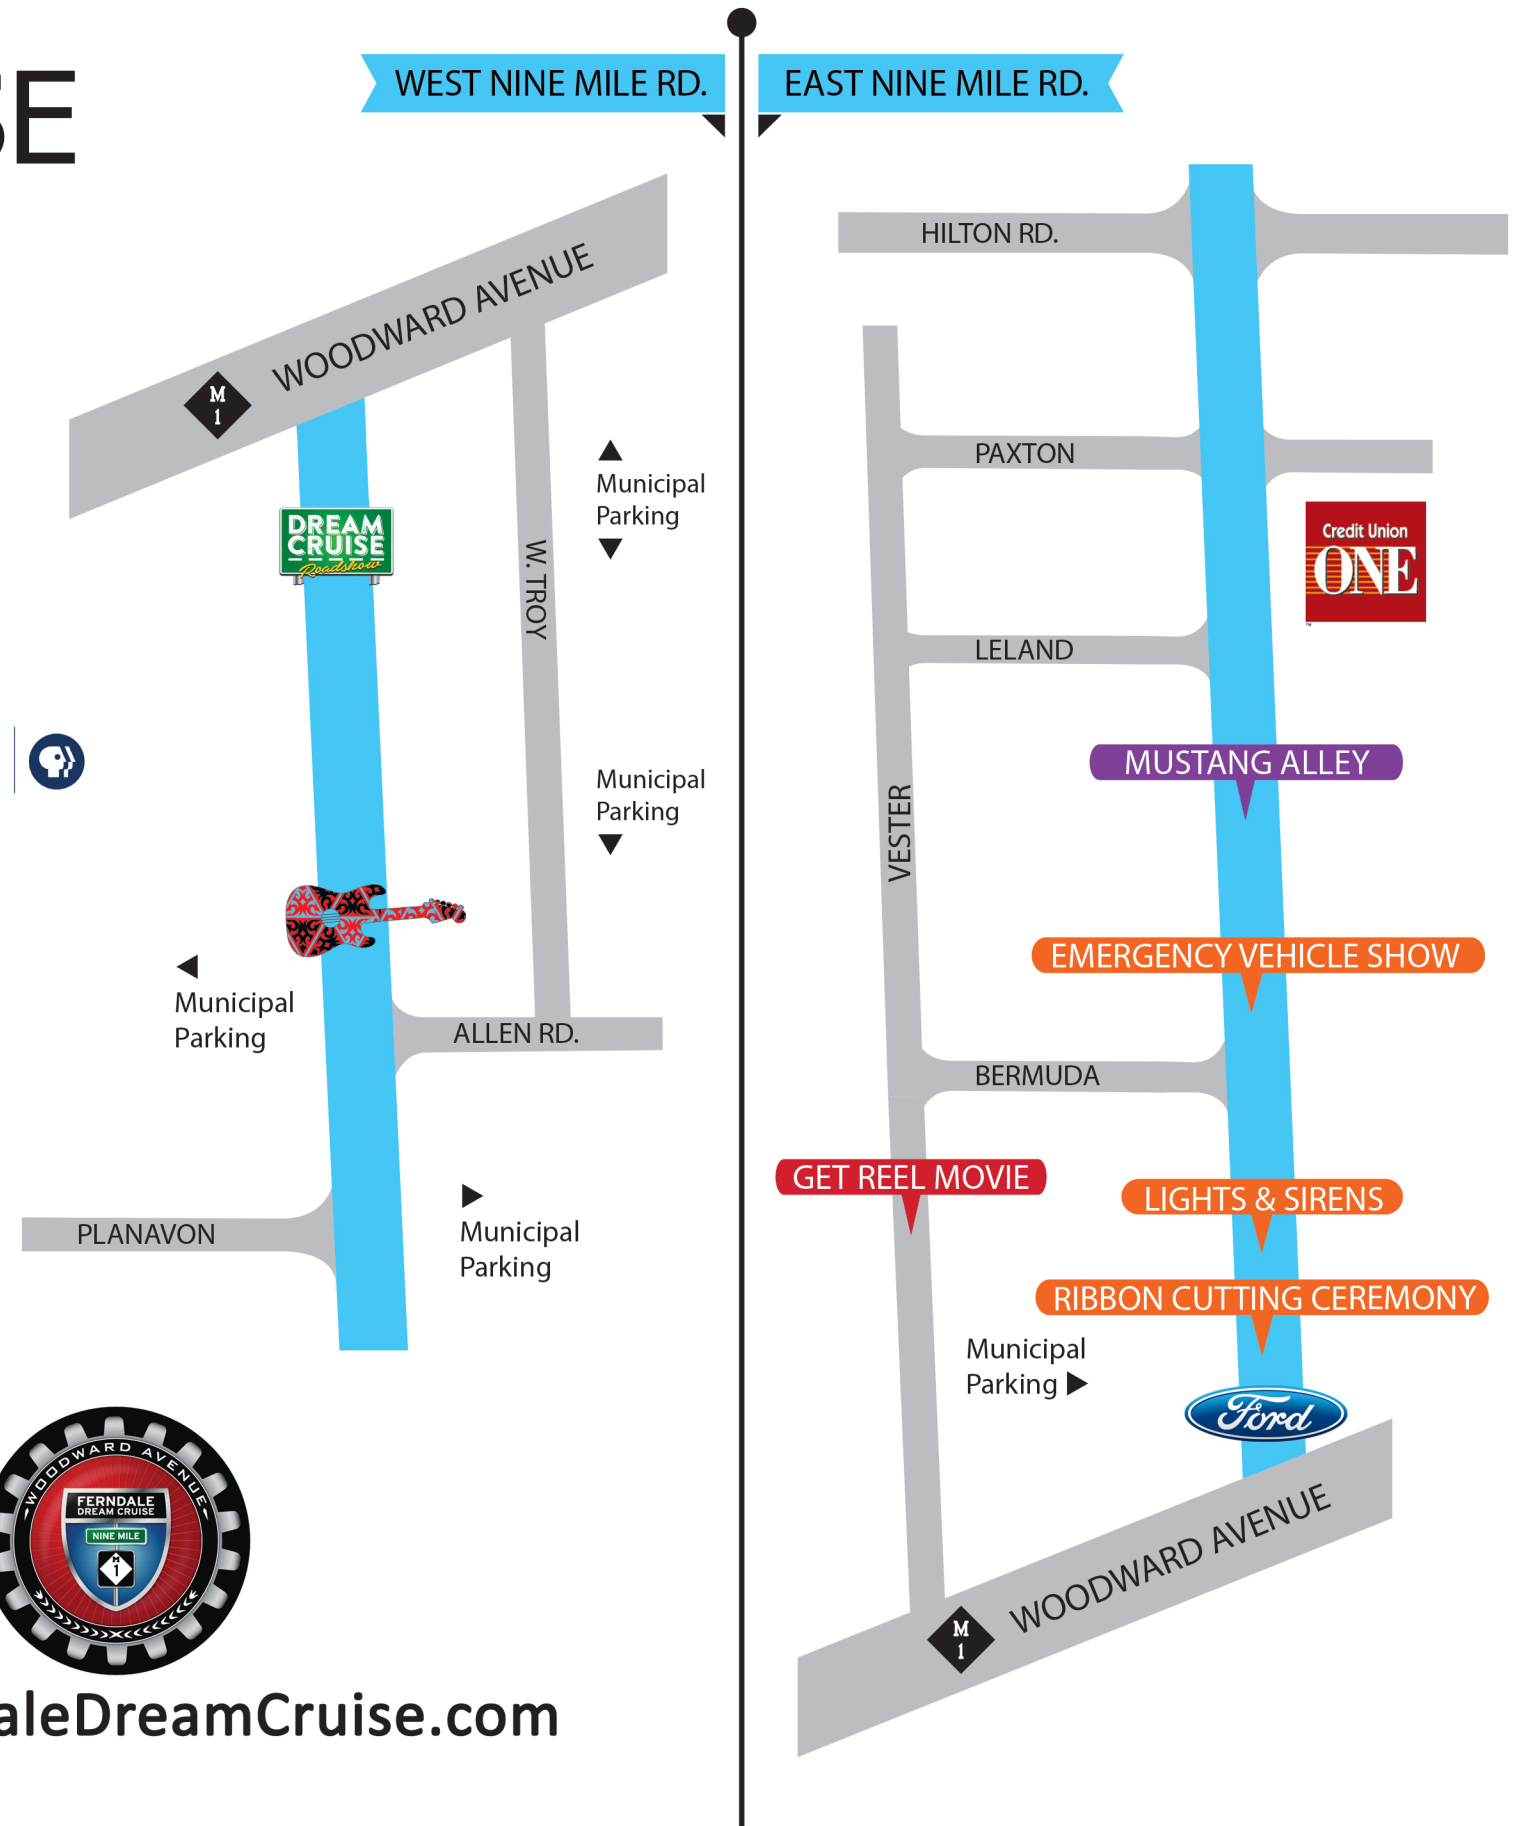 WEST NINE MILE RD.
EAST NINE MILE RD.
WOODWARD AVENUE
M
1
DREAM
CRUISE
Roadshow
W. TROY
Municipal
Parking
Municipal
Parking
Municipal
Parking
ALLEN RD.
PLANAVON
Municipal
Parking
WOODWARD AVENUE
FERNDALE
DREAM CRUISE
NINE MILE
M
1
aleDreamCruise.com
HILTON RD.
PAXTON
Credit Union
ONE
TM
LELAND
MUSTANG ALLEY
VESTER
EMERGENCY VEHICLE SHOW
BERMUDA
GET REEL MOVIE
LIGHTS & SIRENS
RIBBON CUTTING CEREMONY
Municipal
Parking
Ford
WOODWARD AVENUE
M
1